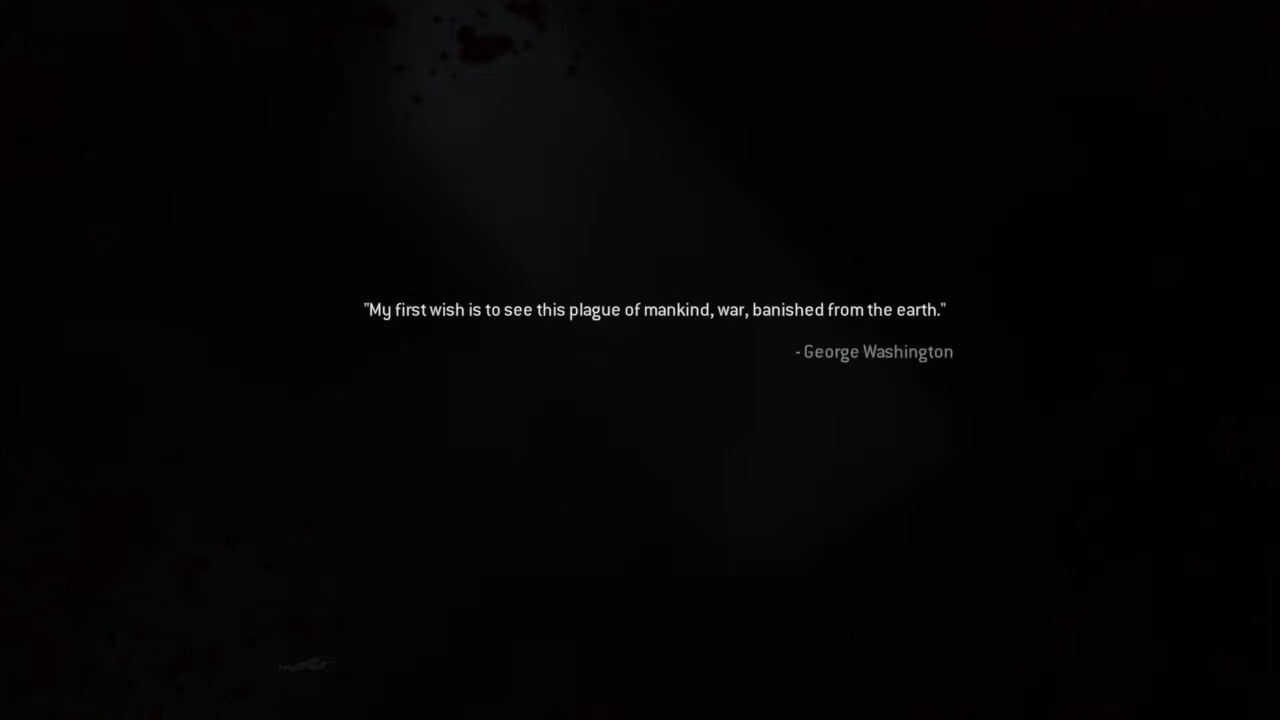 "My first wish is to see this plague of mankind, war, banished from the earth."
- George Washington